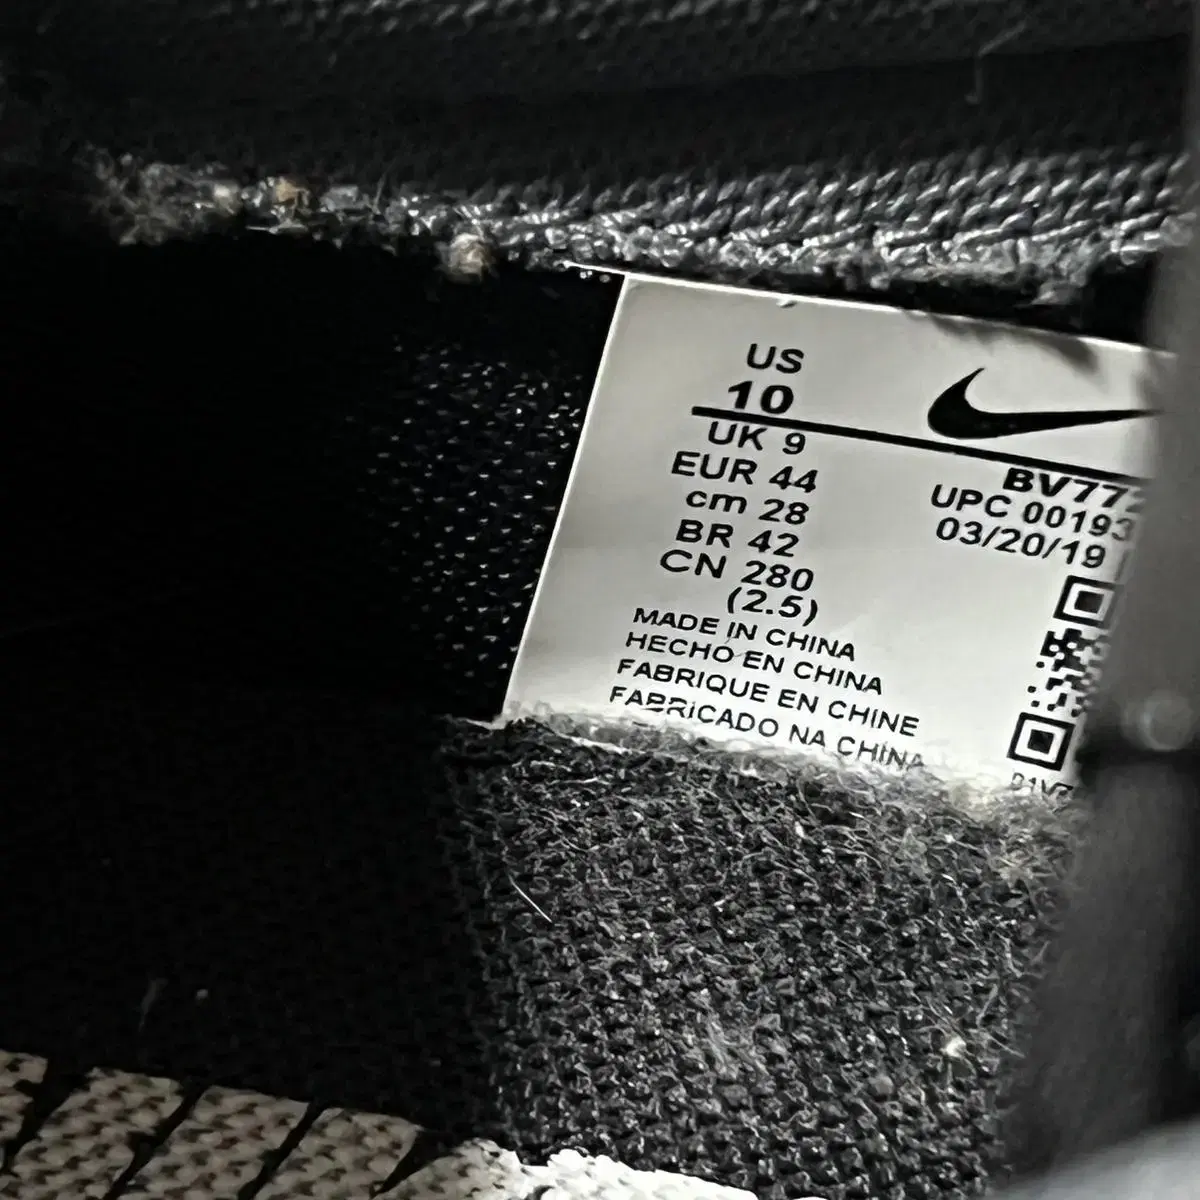 US
10
UK 9
EUR 44
cm 28
BR 42
CN 280
(2.5)
MADE IN CHINA
HECHO EN CHINA
FABRIQUE EN CHINE
FABRICADO NA CHINA
BV772
UPC 00193
03/20/19